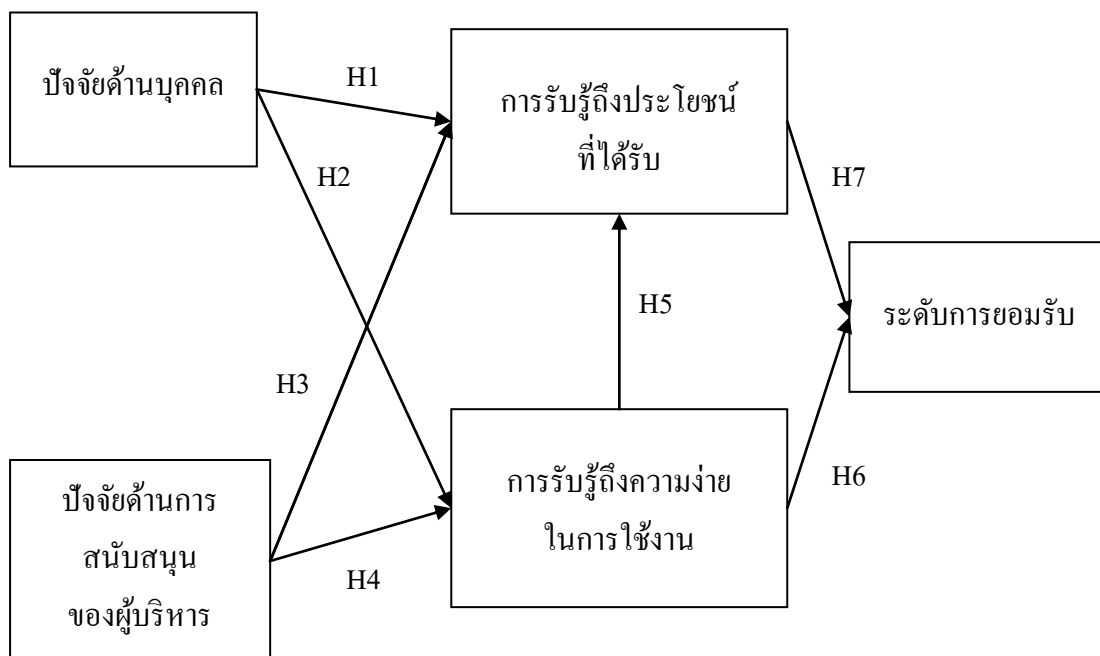 ปัจจัยด้านบุคคล
H1
การรับรู้ถึงประโยชน์
ที่ได้รับ
H2
H7
H5
ระดับการยอมรับ
H3
ปัจจัยด้านการ
สนับสนุน
ของผู้บริหาร
H4
การรับรู้ถึงความง่าย
ในการใช้งาน
H6